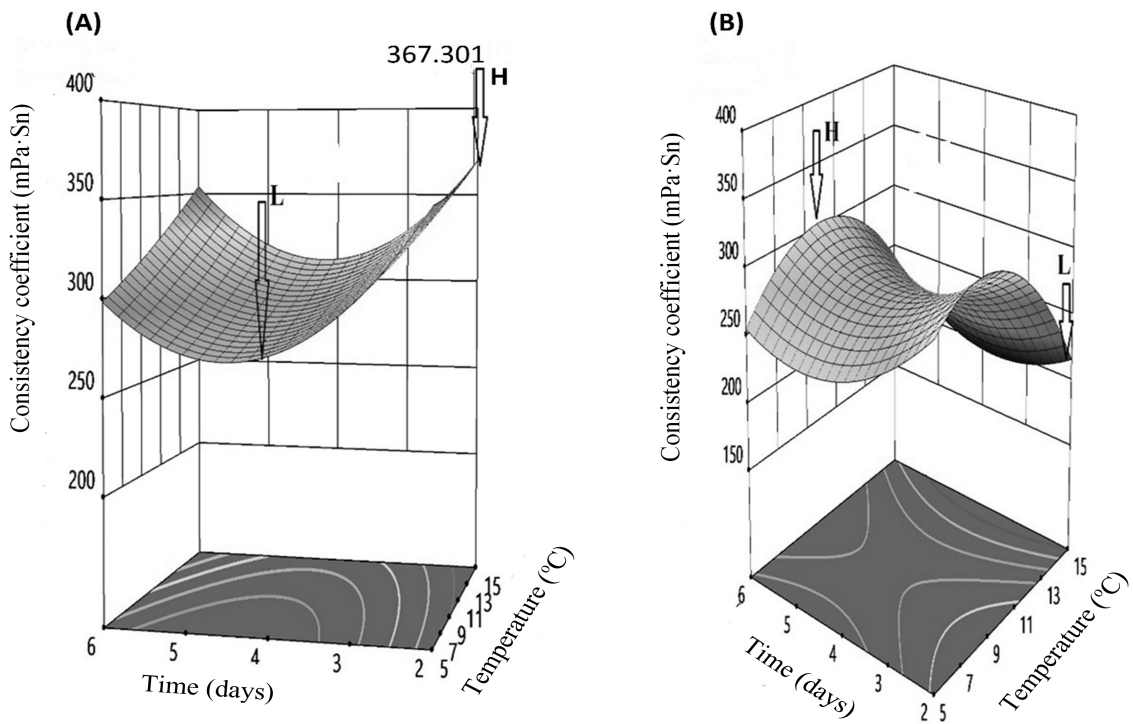 (A)
367.301
H
L
400
350
300
250
200
Consistency coefficient (mPa·Sn)
6
5
4
3
2
Time (days)
5
7
9
11
13
15
Temperature (ºC)
(B)
H
L
400
350
300
250
200
150
Consistency coefficient (mPa·Sn)
6
5
4
3
2
Time (days)
5
7
9
11
13
15
Temperature (ºC)